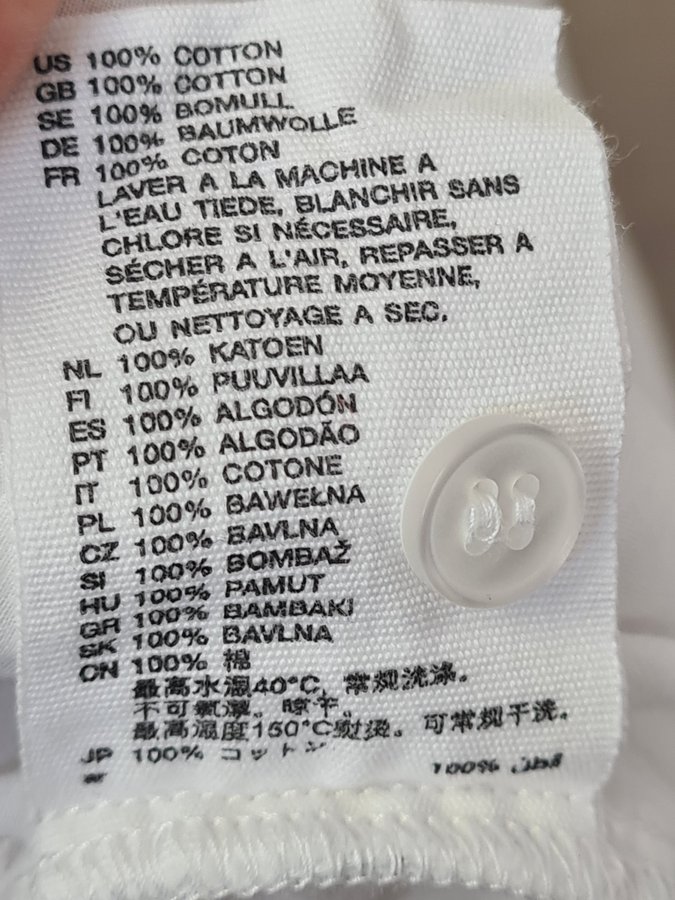 US 100% COTTON
GB 100% COTTON
SE 100% BOMULL
DE 100% BAUMWOLLE
FR 100% COTON
LAVER A LA MACHINE A
L'EAU TIEDE, BLANCHIR SANS
CHLORE SI NÉCESSAIRE,
SÉCHER A L'AIR, REPASSER A
TEMPÉRATURE MOYENNE,
OU NETTOYAGE A SEC.
NL 100% KATOEN
FI 100% PUUVILLAA
ES 100% ALGODÓN
PT 100% ALGODÃO
IT 100% COTONE
PL 100% BAWEŁNA
CZ 100% BAVLNA
SI 100% BOMBAŽ
HU 100% PAMUT
GR 100% BAMBAKI
SK 100% BAVLNA
CN 100% 棉
最高水温40°C, 常规洗涤。
不可氯漂。晾干。
最高温度150°C熨烫。可常规干洗。
JP 100% コットン